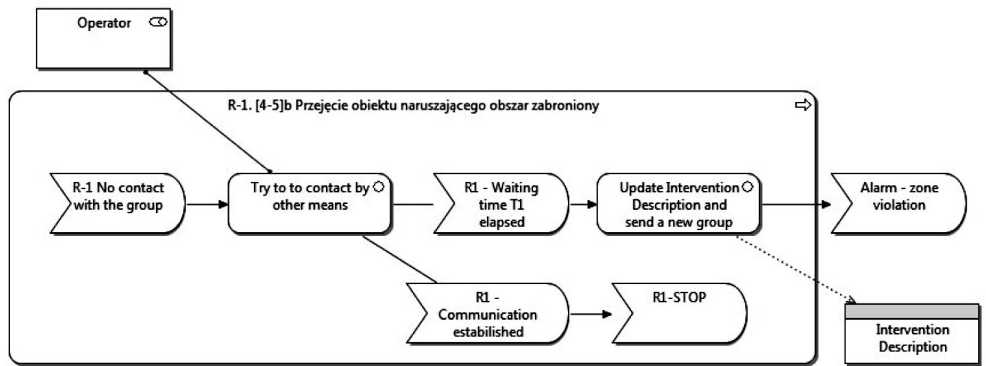 Operator
R-1. [4-5]b Przejęcie obiektu naruszającego obszar zabroniony
R-1 No contact
with the group
Try to to contact by
other means
R1 - Waiting
time T1
elapsed
Update Intervention
Description and
send a new group
Alarm - zone
violation
R1 -
Communication
estabilished
R1-STOP
Intervention
Description